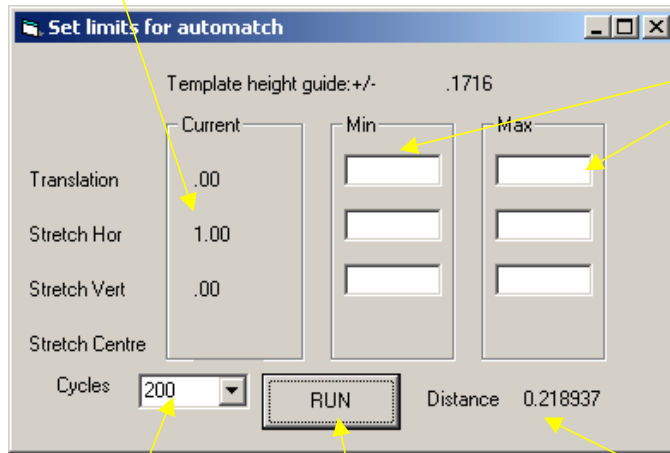 Set limits for automatch
Template height guide:+/- .1716
Current Min Max
Translation .00
Stretch Hor 1.00
Stretch Vert .00
Stretch Centre
Cycles 200 RUN Distance 0.218937